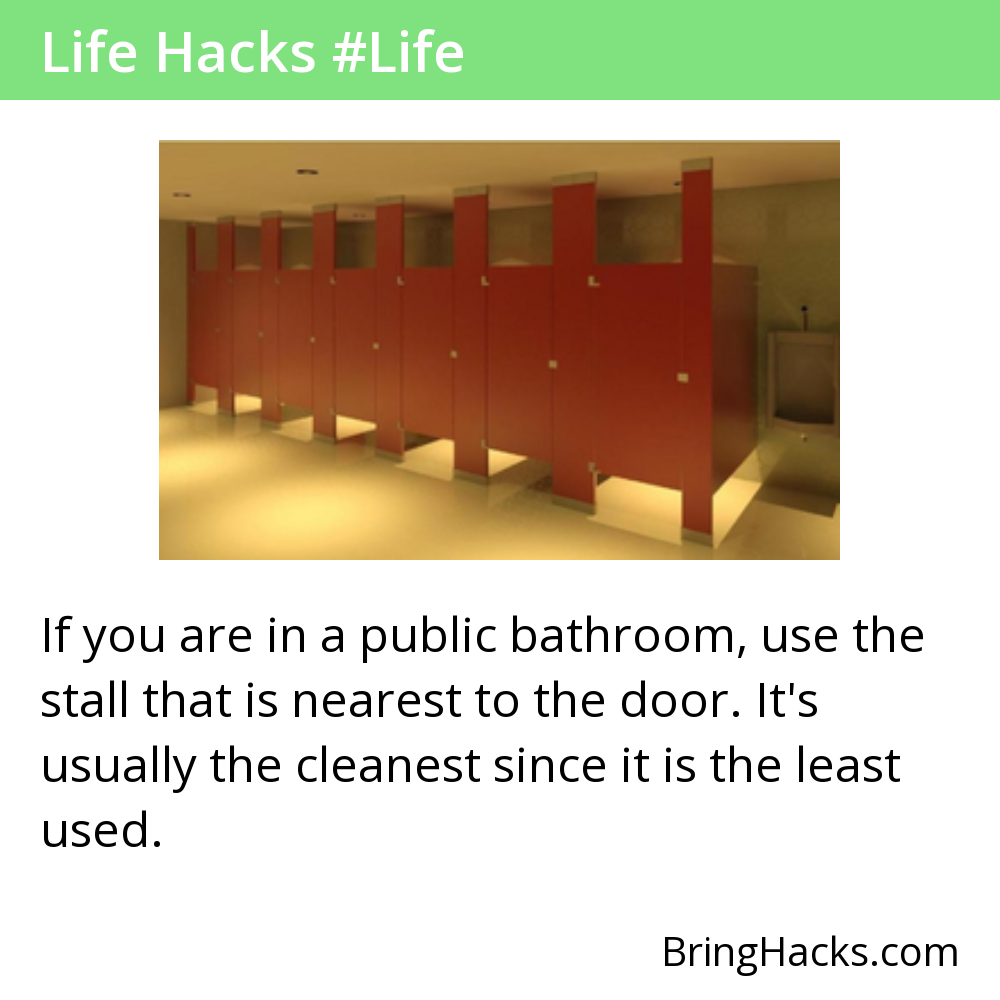 Life Hacks #Life
If you are in a public bathroom, use the
stall that is nearest to the door. It's
usually the cleanest since it is the least
used.
BringHacks.com